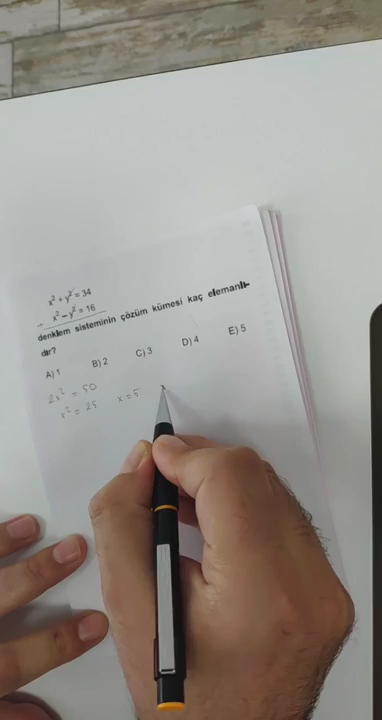 x² + y² = 34
x² - y² = 16
denklem sisteminin çözüm kümesi kaç elemanlı-
dır?
A) 1 B) 2 C) 3 D) 4 E) 5
2x² = 50
x² = 25 x = 5